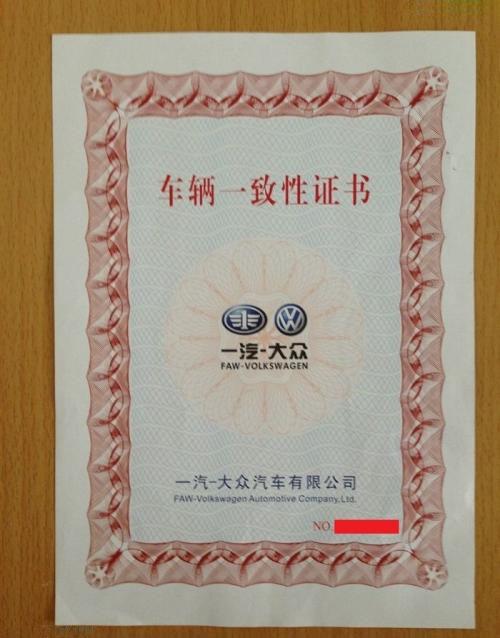 车辆一致性证书
一汽-大众
FAW-VOLKSWAGEN
一汽-大众汽车有限公司
FAW-Volkswagen Automotive Company,Ltd.
NO.